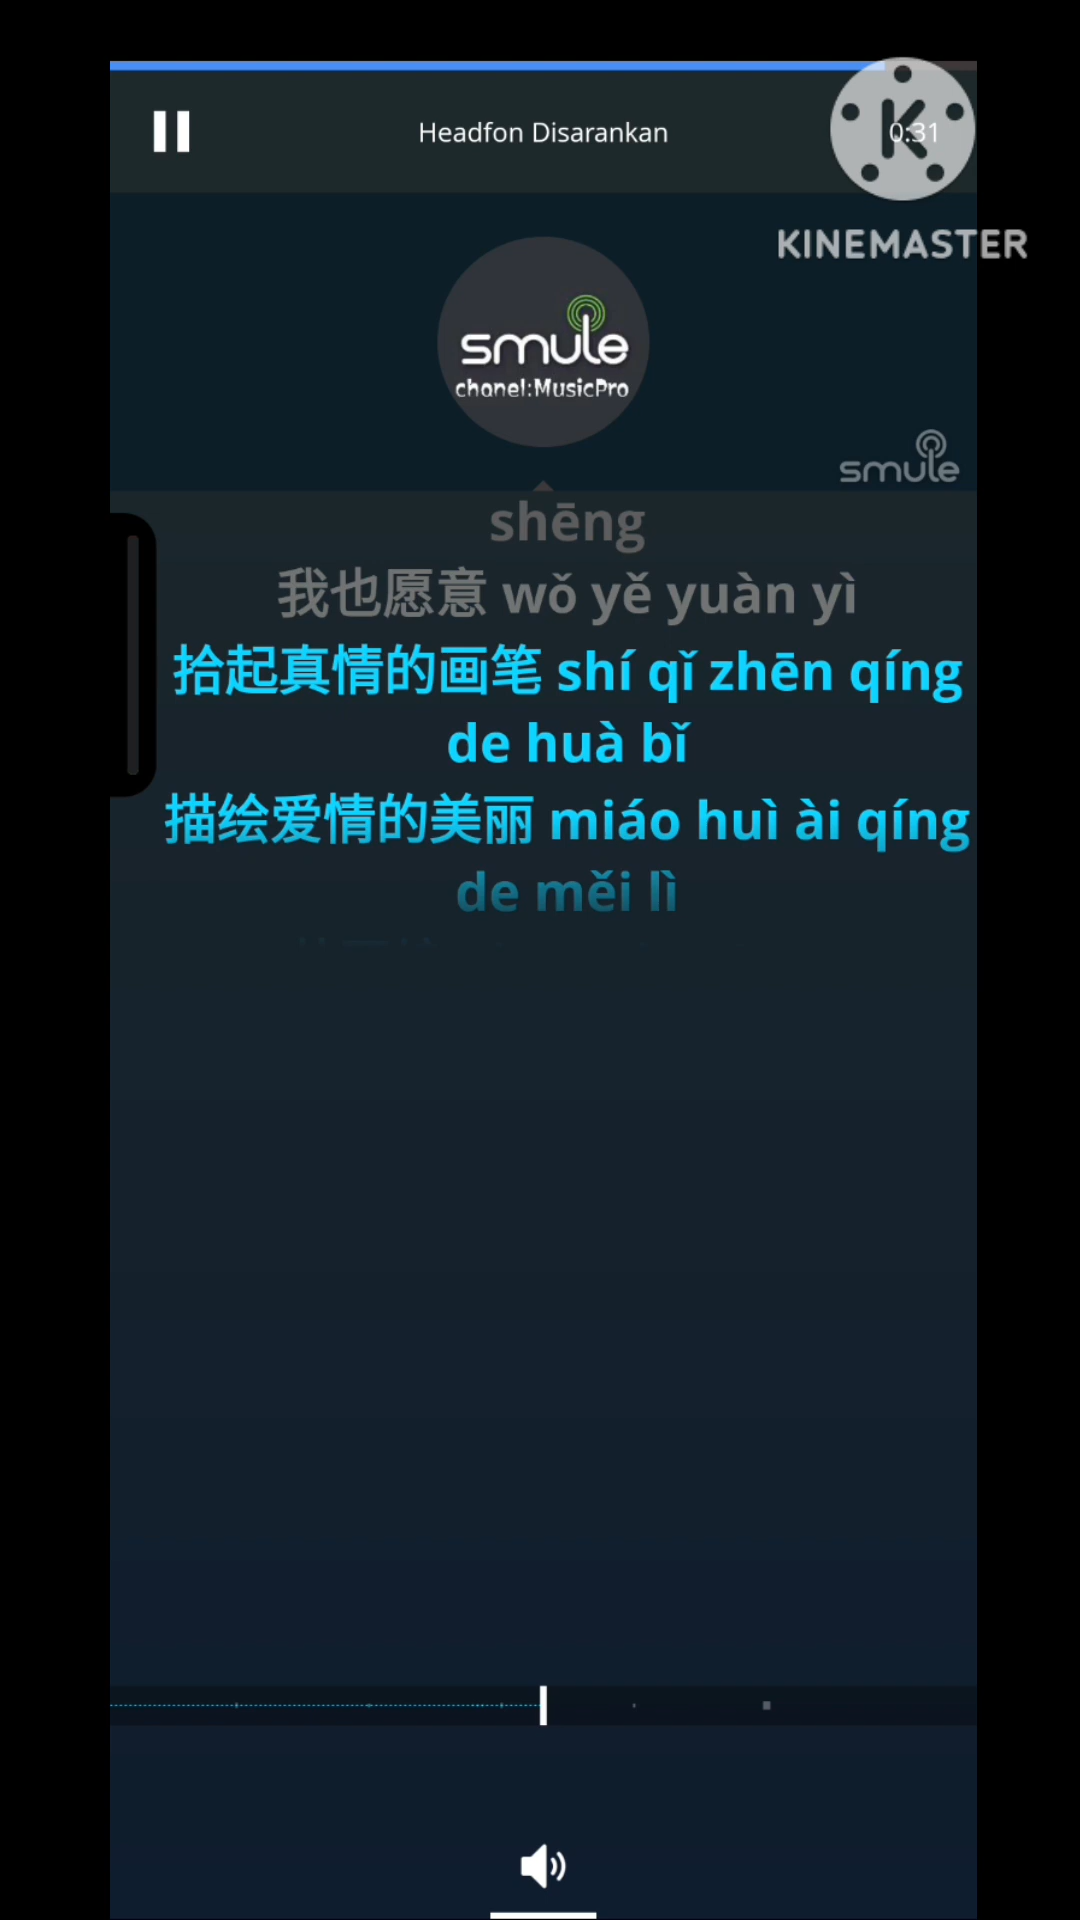 Headfon Disarankan
0:31
KINEMASTER
smule
chanel:MusicPro
smule
shēng
我也愿意 wǒ yě yuàn yì
拾起真情的画笔 shí qǐ zhēn qíng
de huà bǐ
描绘爱情的美丽 miáo huì ài qíng
de měi lì